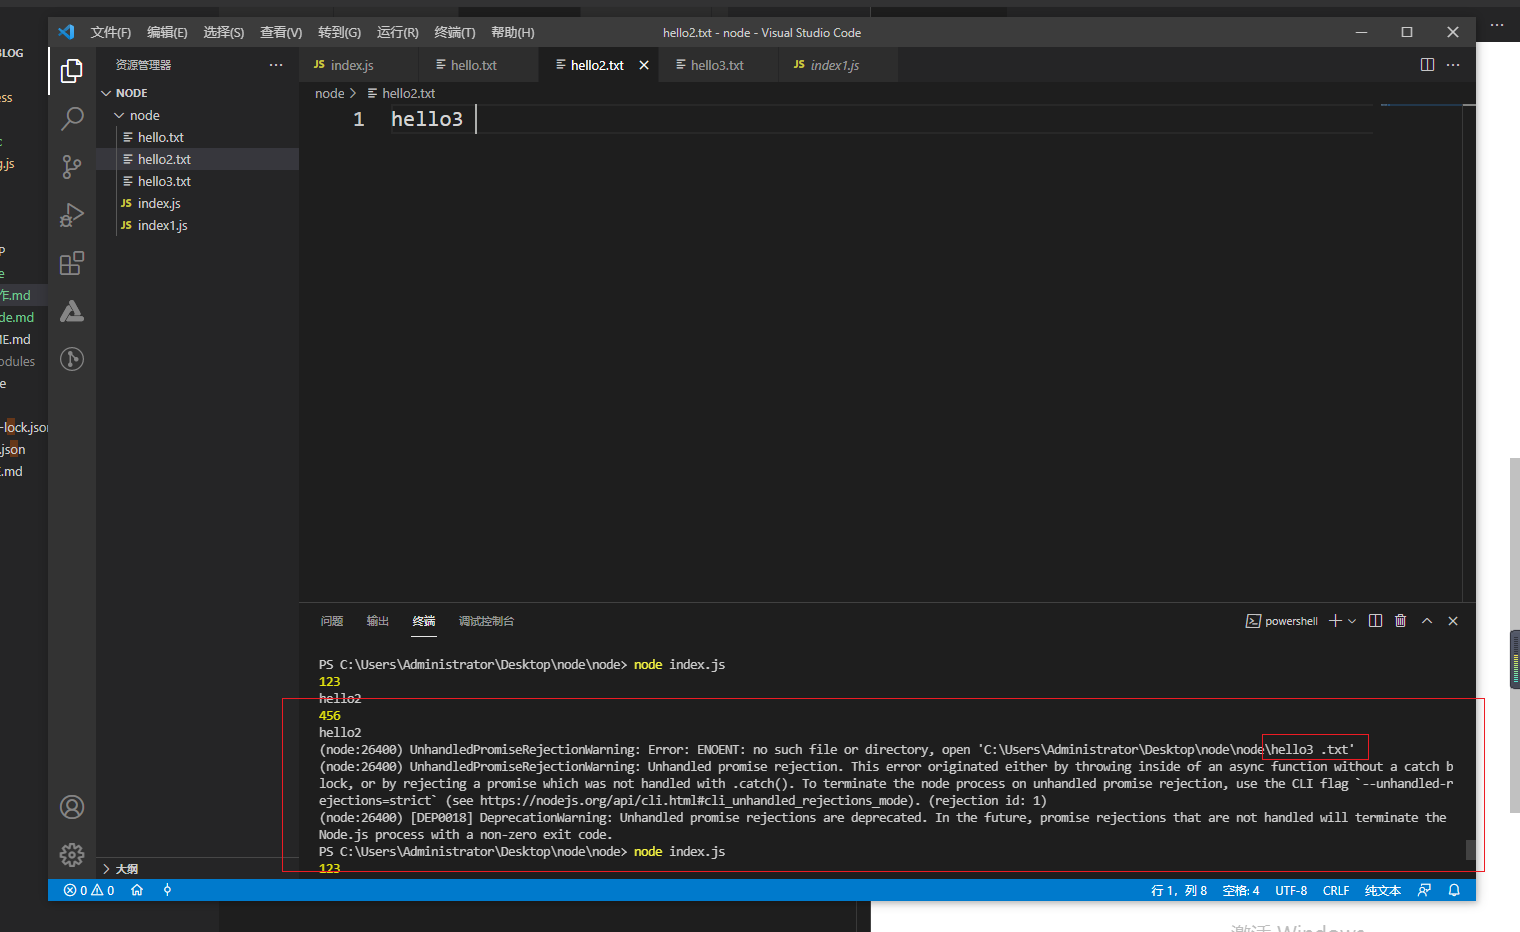 文件(F) 编辑(E) 选择(S) 查看(V) 转到(G) 运行(R) 终端(T) 帮助(H) hello2.txt - node - Visual Studio Code
资源管理器
index.js hello.txt hello2.txt hello3.txt index1.js
NODE
node
hello.txt
hello2.txt
hello3.txt
JS index.js
JS index1.js
大纲
node > hello2.txt
1 hello3
问题 输出 终端 调试控制台 powershell
PS C:\Users\Administrator\Desktop\node\node> node index.js
123
hello2
456
hello2
(node:26400) UnhandledPromiseRejectionWarning: Error: ENOENT: no such file or directory, open 'C:\Users\Administrator\Desktop\node\node\hello3 .txt'
(node:26400) UnhandledPromiseRejectionWarning: Unhandled promise rejection. This error originated either by throwing inside of an async function without a catch b
lock, or by rejecting a promise which was not handled with .catch(). To terminate the node process on unhandled promise rejection, use the CLI flag `--unhandled-r
ejections=strict` (see https://nodejs.org/api/cli.html#cli_unhandled_rejections_mode). (rejection id: 1)
(node:26400) [DEP0018] DeprecationWarning: Unhandled promise rejections are deprecated. In the future, promise rejections that are not handled will terminate the
Node.js process with a non-zero exit code.
PS C:\Users\Administrator\Desktop\node\node> node index.js
123
0 0 行 1，列 8 空格: 4 UTF-8 CRLF 纯文本
LOG
ss
g.js
作.md
de.md
E.md
odules
e
-lock.json
.json
.md